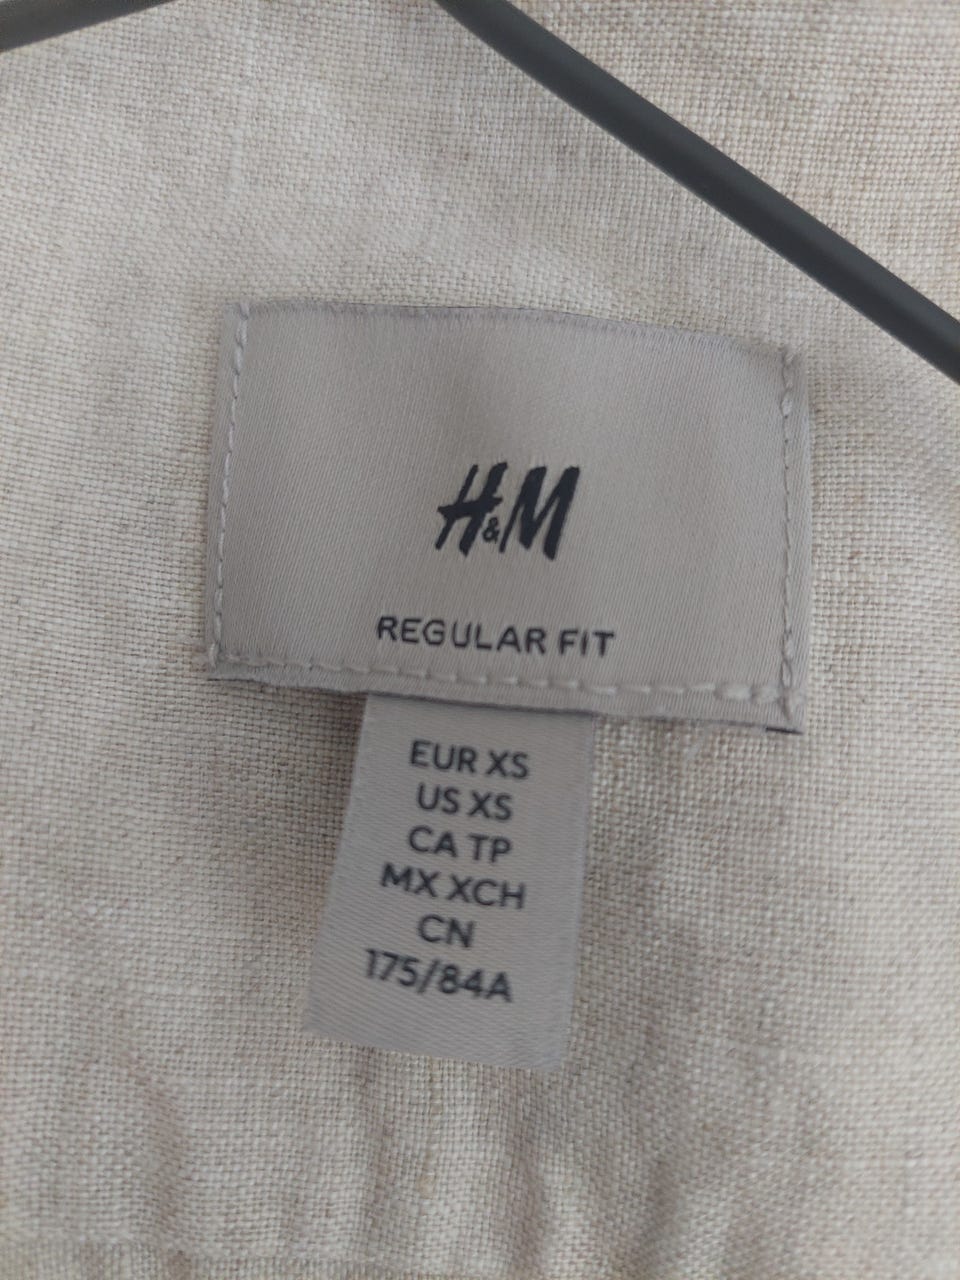 H&M
REGULAR FIT
EUR XS
US XS
CA TP
MX XCH
CN
175/84A